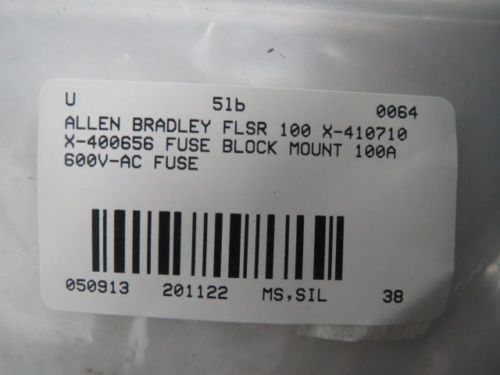 U 51b 0064
ALLEN BRADLEY FLSR 100 X-410710
X-400656 FUSE BLOCK MOUNT 100A
600V-AC FUSE
050913 201122 MS,SIL 38